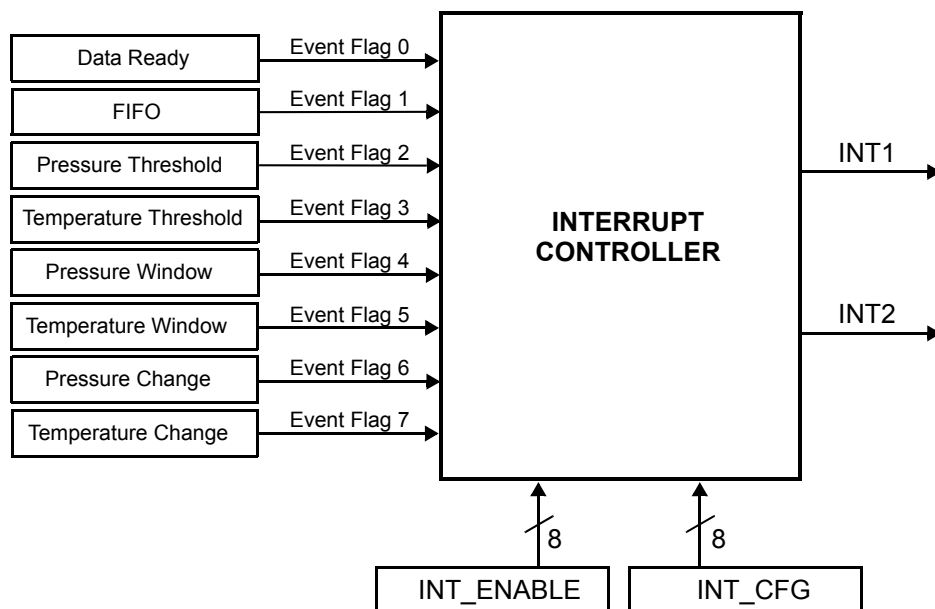 Data Ready
Event Flag 0
FIFO
Event Flag 1
Pressure Threshold
Event Flag 2
Temperature Threshold
Event Flag 3
Pressure Window
Event Flag 4
Temperature Window
Event Flag 5
Pressure Change
Event Flag 6
Temperature Change
Event Flag 7
INTERRUPT
CONTROLLER
INT1
INT2
8
8
INT_ENABLE
INT_CFG